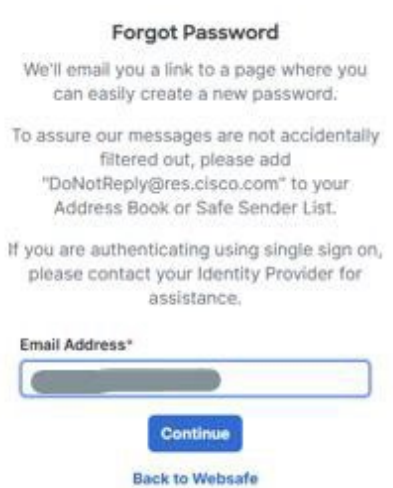 Forgot Password
We'll email you a link to a page where you
can easily create a new password.
To assure our messages are not accidentally
filtered out, please add
"DoNotReply@res.cisco.com" to your
Address Book or Safe Sender List.
If you are authenticating using single sign on,
please contact your Identity Provider for
assistance.
Email Address*
Continue
Back to Websafe